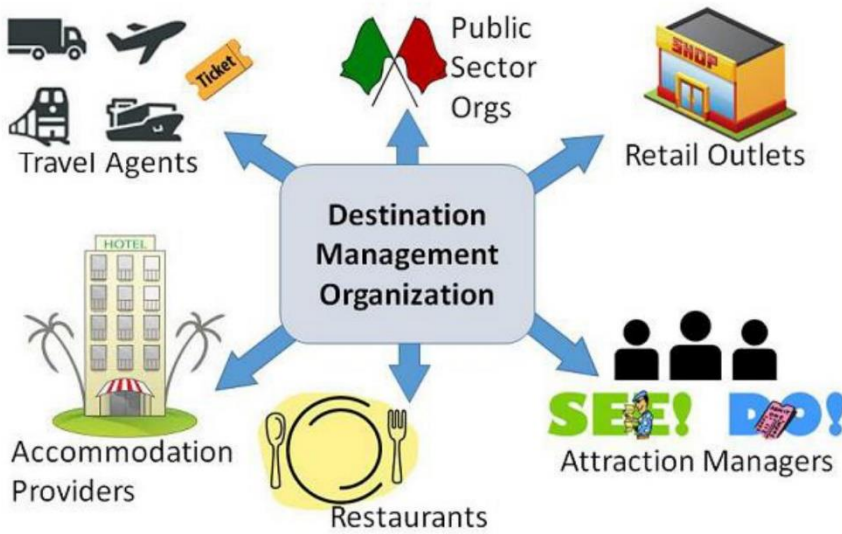 Ticket
Travel Agents
Public
Sector
Orgs
SHOP
Retail Outlets
Destination
Management
Organization
HOTEL
Accommodation
Providers
Restaurants
SEE! DO!
Attraction Managers